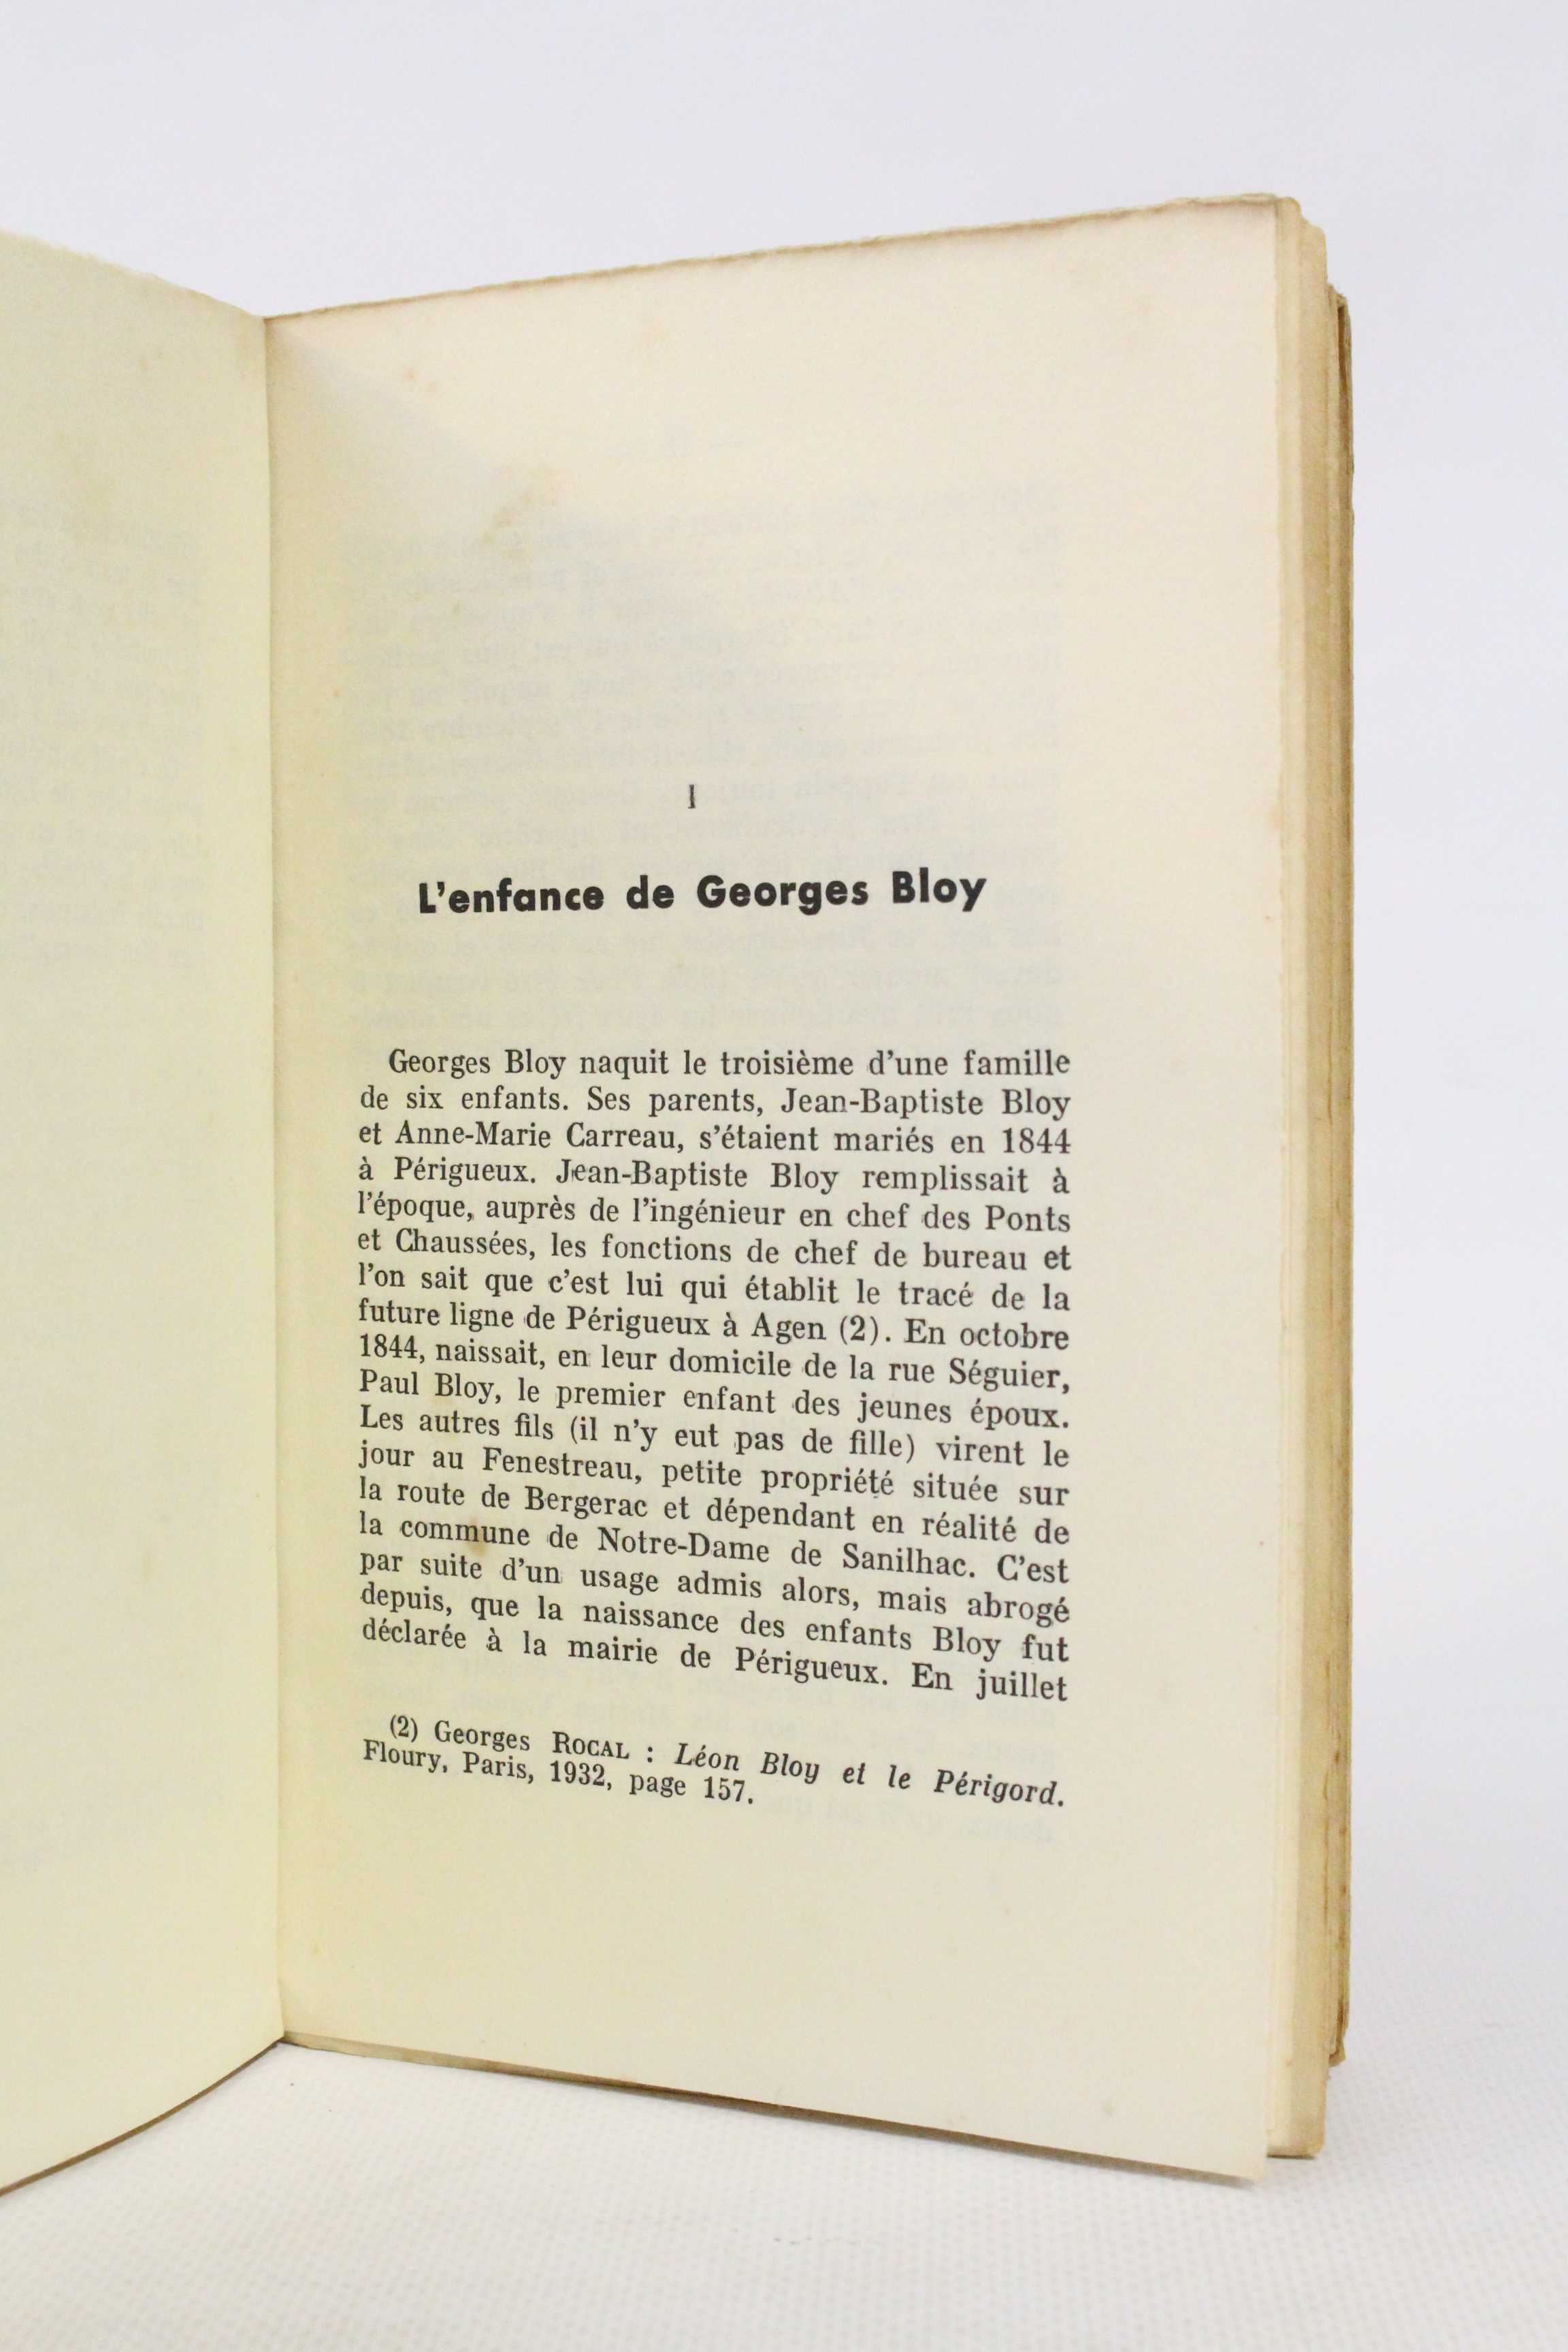 I
L'enfance de Georges Bloy
Georges Bloy naquit le troisième d'une famille
de six enfants. Ses parents, Jean-Baptiste Bloy
et Anne-Marie Carreau, s'étaient mariés en 1844
à Périgueux. Jean-Baptiste Bloy remplissait à
l'époque, auprès de l'ingénieur en chef des Ponts
et Chaussées, les fonctions de chef de bureau et
l'on sait que c'est lui qui établit le tracé de la
future ligne de Périgueux à Agen (2). En octobre
1844, naissait, en leur domicile de la rue Séguier,
Paul Bloy, le premier enfant des jeunes époux.
Les autres fils (il n'y eut pas de fille) virent le
jour au Fenestreau, petite propriété située sur
la route de Bergerac et dépendant en réalité de
la commune de Notre-Dame de Sanilhac. C'est
par suite d'un usage admis alors, mais abrogé
depuis, que la naissance des enfants Bloy fut
déclarée à la mairie de Périgueux. En juillet
(2) Georges ROCAL : Léon Bloy et le Périgord.
Floury, Paris, 1932, page 157.